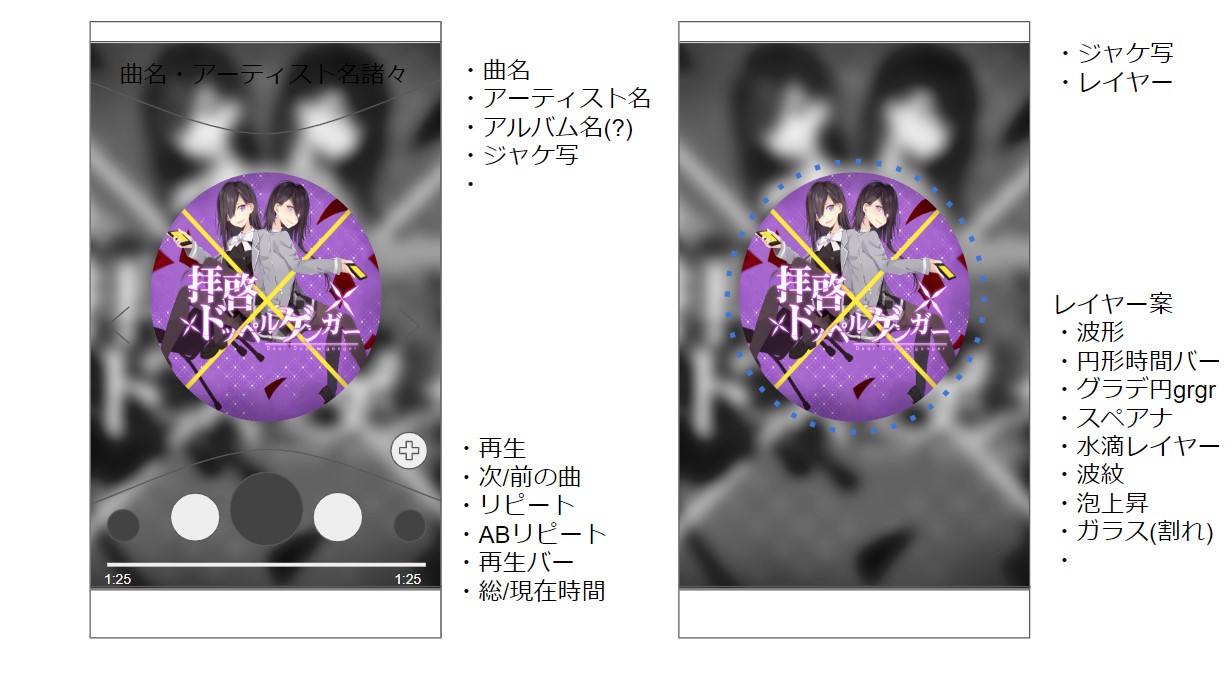 曲名・アーティスト名諸々
・曲名
・アーティスト名
・アルバム名(?)
・ジャケ写
・
拝啓
ドッペルゲンガー
Dear Doppelganger
・再生
・次/前の曲
・リピート
・ABリピート
・再生バー
・総/現在時間
1:25
1:25
・ジャケ写
・レイヤー
拝啓
ドッペルゲンガー
Dear Doppelganger
レイヤー案
・波形
・円形時間バー
・グラデ円grgr
・スペアナ
・水滴レイヤー
・波紋
・泡上昇
・ガラス(割れ)
・